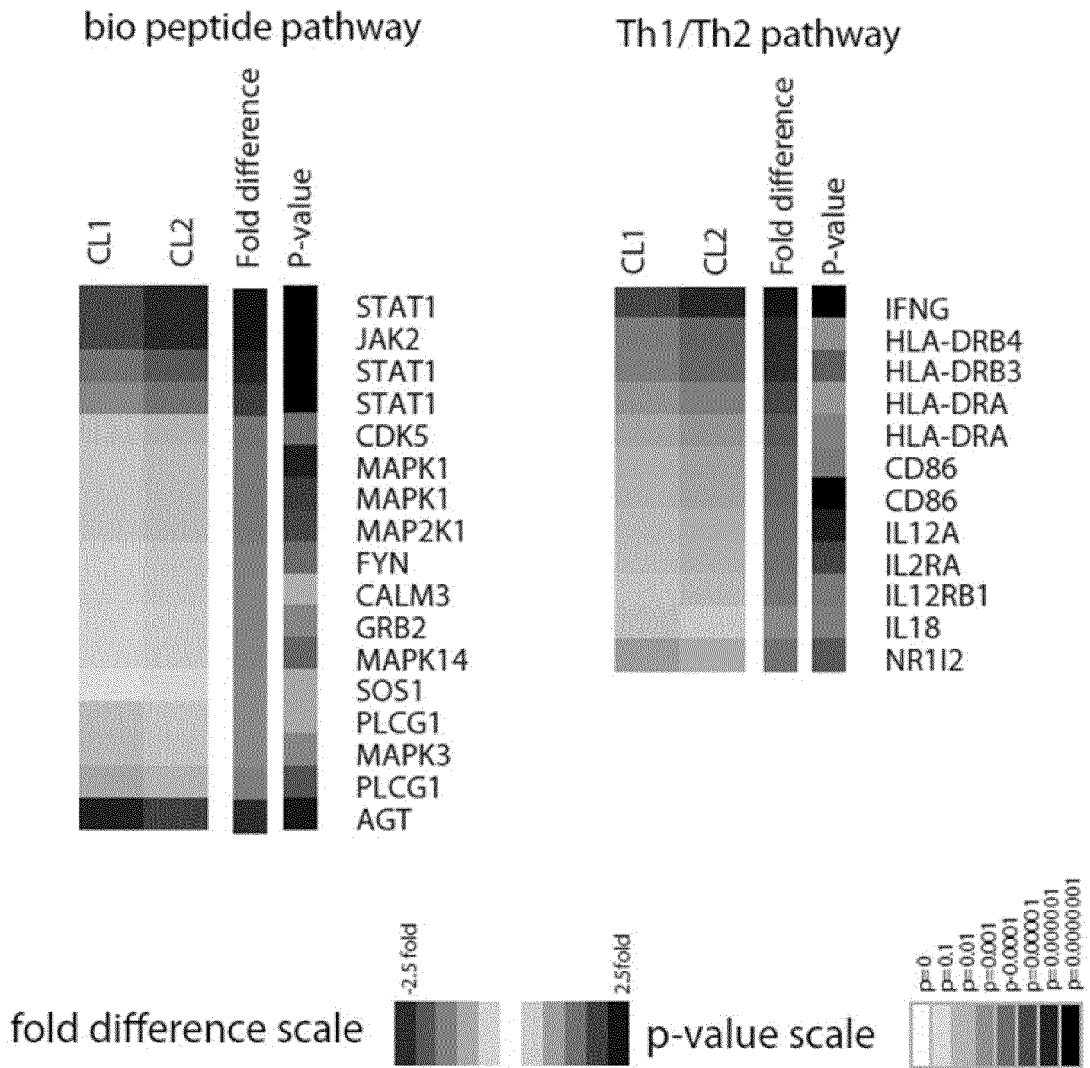 bio peptide pathway
Th1/Th2 pathway
CL1
CL2
Fold difference
P-value
CL1
CL2
Fold difference
P-value
STAT1
JAK2
STAT1
STAT1
CDK5
MAPK1
MAPK1
MAP2K1
FYN
CALM3
GRB2
MAPK14
SOS1
PLCG1
MAPK3
PLCG1
AGT
IFNG
HLA-DRB4
HLA-DRB3
HLA-DRA
HLA-DRA
CD86
CD86
IL12A
IL2RA
IL12RB1
IL18
NR1I2
fold difference scale
-2.5 fold
2.5 fold
p-value scale
p=0
p=0.1
p=0.01
p=0.001
p-0.0001
p=0.00001
p=0.000001
p=0.0000001